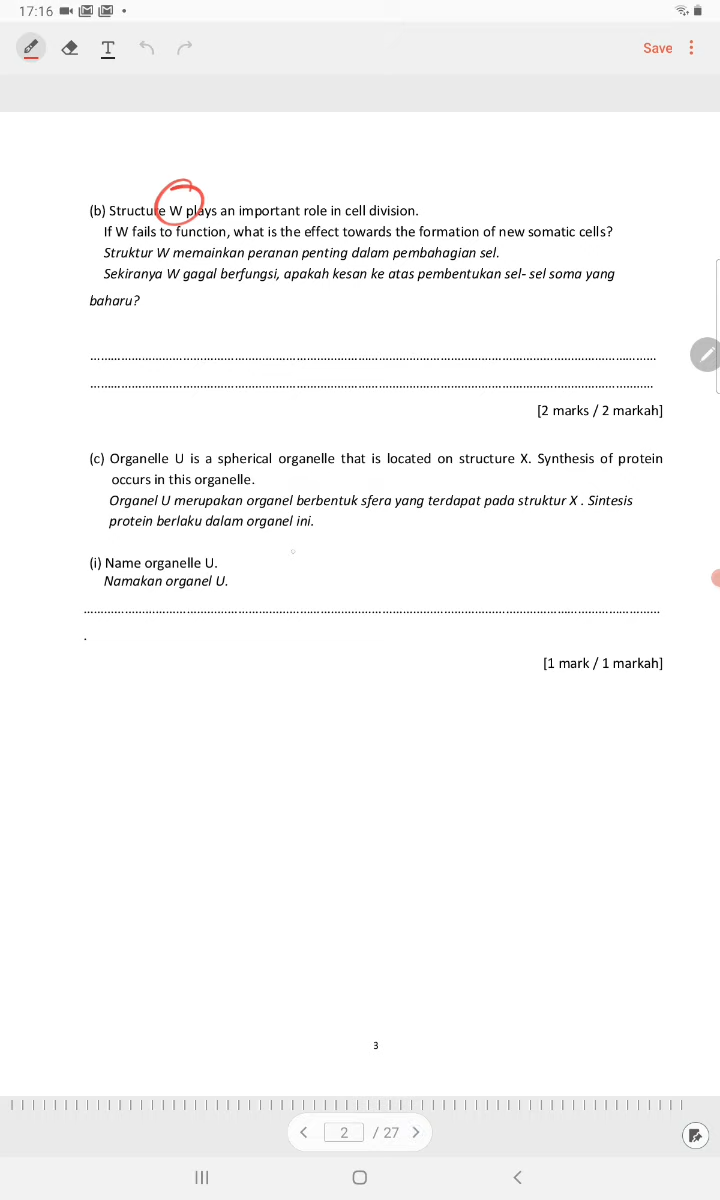 17:16
T
Save
(b) Structure W plays an important role in cell division.
If W fails to function, what is the effect towards the formation of new somatic cells?
Struktur W memainkan peranan penting dalam pembahagian sel.
Sekiranya W gagal berfungsi, apakah kesan ke atas pembentukan sel- sel soma yang
baharu?
[2 marks / 2 markah]
(c) Organelle U is a spherical organelle that is located on structure X. Synthesis of protein
occurs in this organelle.
Organel U merupakan organel berbentuk sfera yang terdapat pada struktur X . Sintesis
protein berlaku dalam organel ini.
(i) Name organelle U.
Namakan organel U.
.
[1 mark / 1 markah]
3
2 / 27